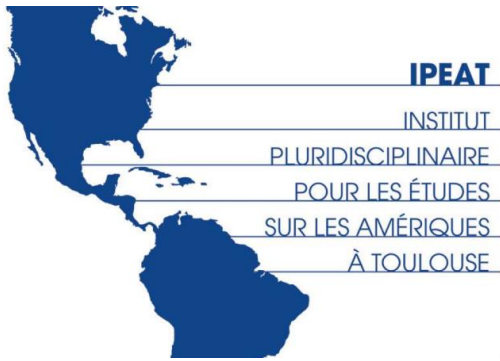 IPEAT
INSTITUT
PLURIDISCIPLINAIRE
POUR LES ÉTUDES
SUR LES AMÉRIQUES
À TOULOUSE